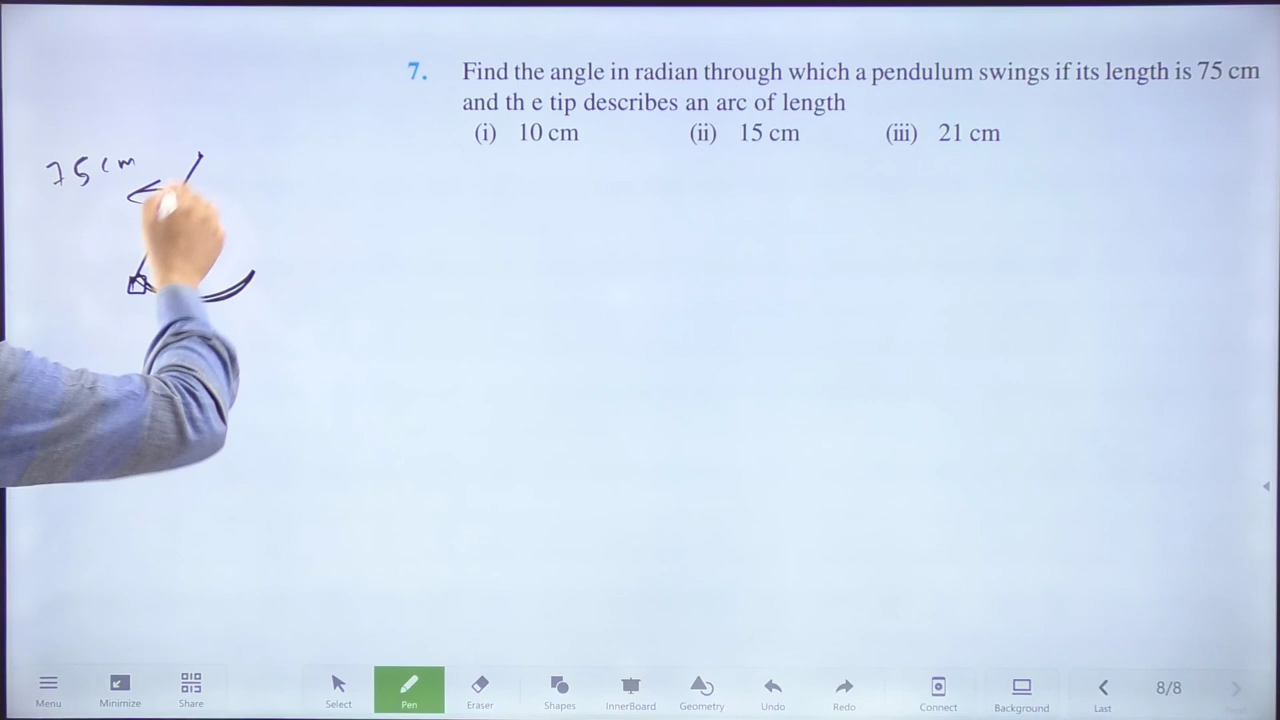 7. Find the angle in radian through which a pendulum swings if its length is 75 cm
and th e tip describes an arc of length
(i) 10 cm (ii) 15 cm (iii) 21 cm
75 cm
Menu Minimize Share Select Pen Eraser Shapes InnerBoard Geometry Undo Redo Connect Background Last 8/8